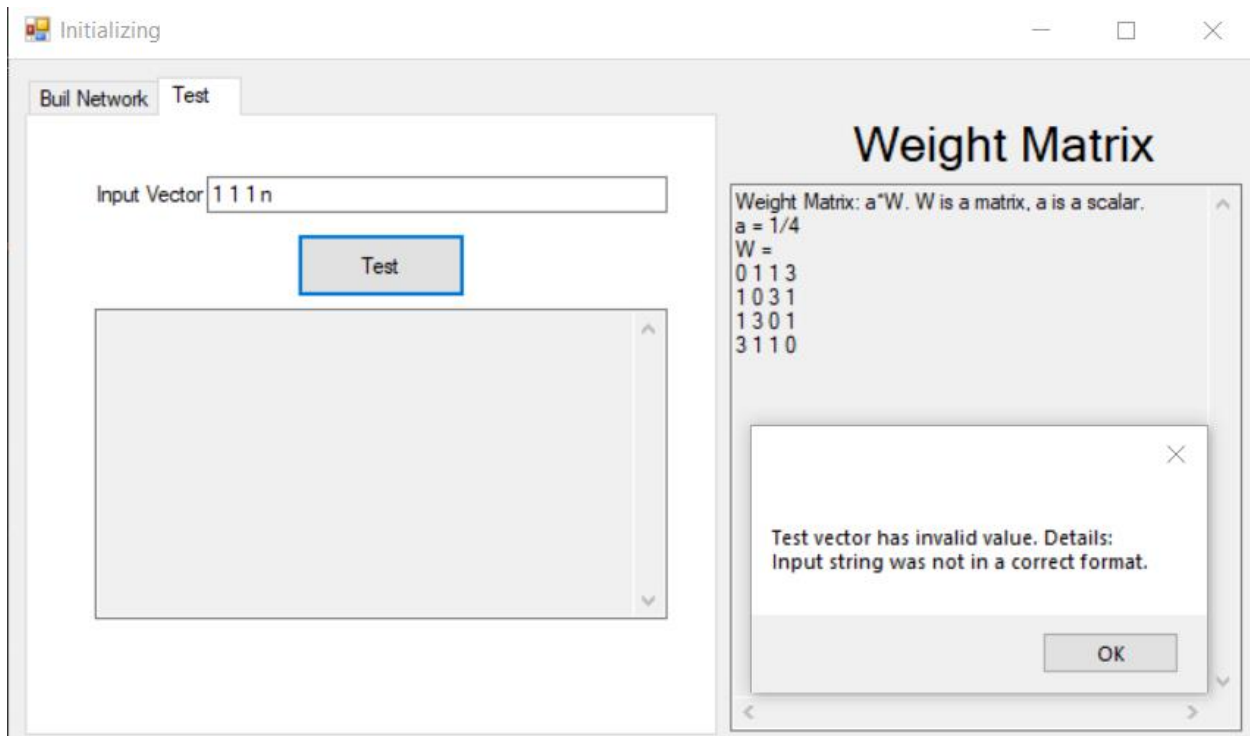 Initializing
Buil Network Test
Weight Matrix
Input Vector 1 1 1 n
Test
Weight Matrix: a*W. W is a matrix, a is a scalar.
a = 1/4
W =
0 1 1 3
1 0 3 1
1 3 0 1
3 1 1 0
Test vector has invalid value. Details:
Input string was not in a correct format.
OK